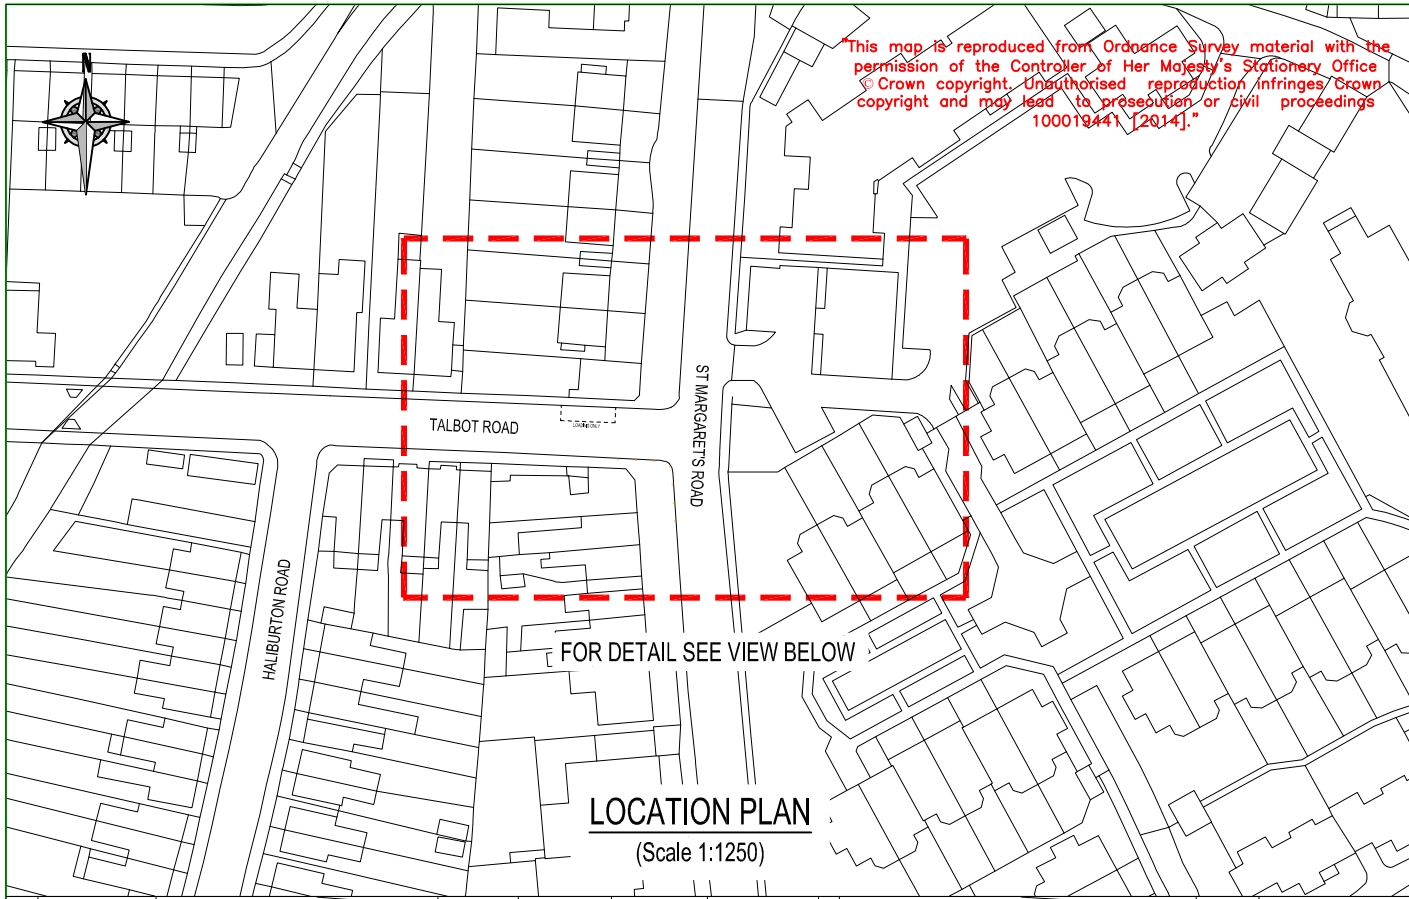 "This map is reproduced from Ordnance Survey material with the
permission of the Controller of Her Majesty's Stationery Office
© Crown copyright. Unauthorised reproduction infringes Crown
copyright and may lead to prosecution or civil proceedings
100019441 [2014]."
N
TALBOT ROAD
LOADING ONLY
ST MARGARET'S ROAD
HALIBURTON ROAD
FOR DETAIL SEE VIEW BELOW
LOCATION PLAN
(Scale 1:1250)